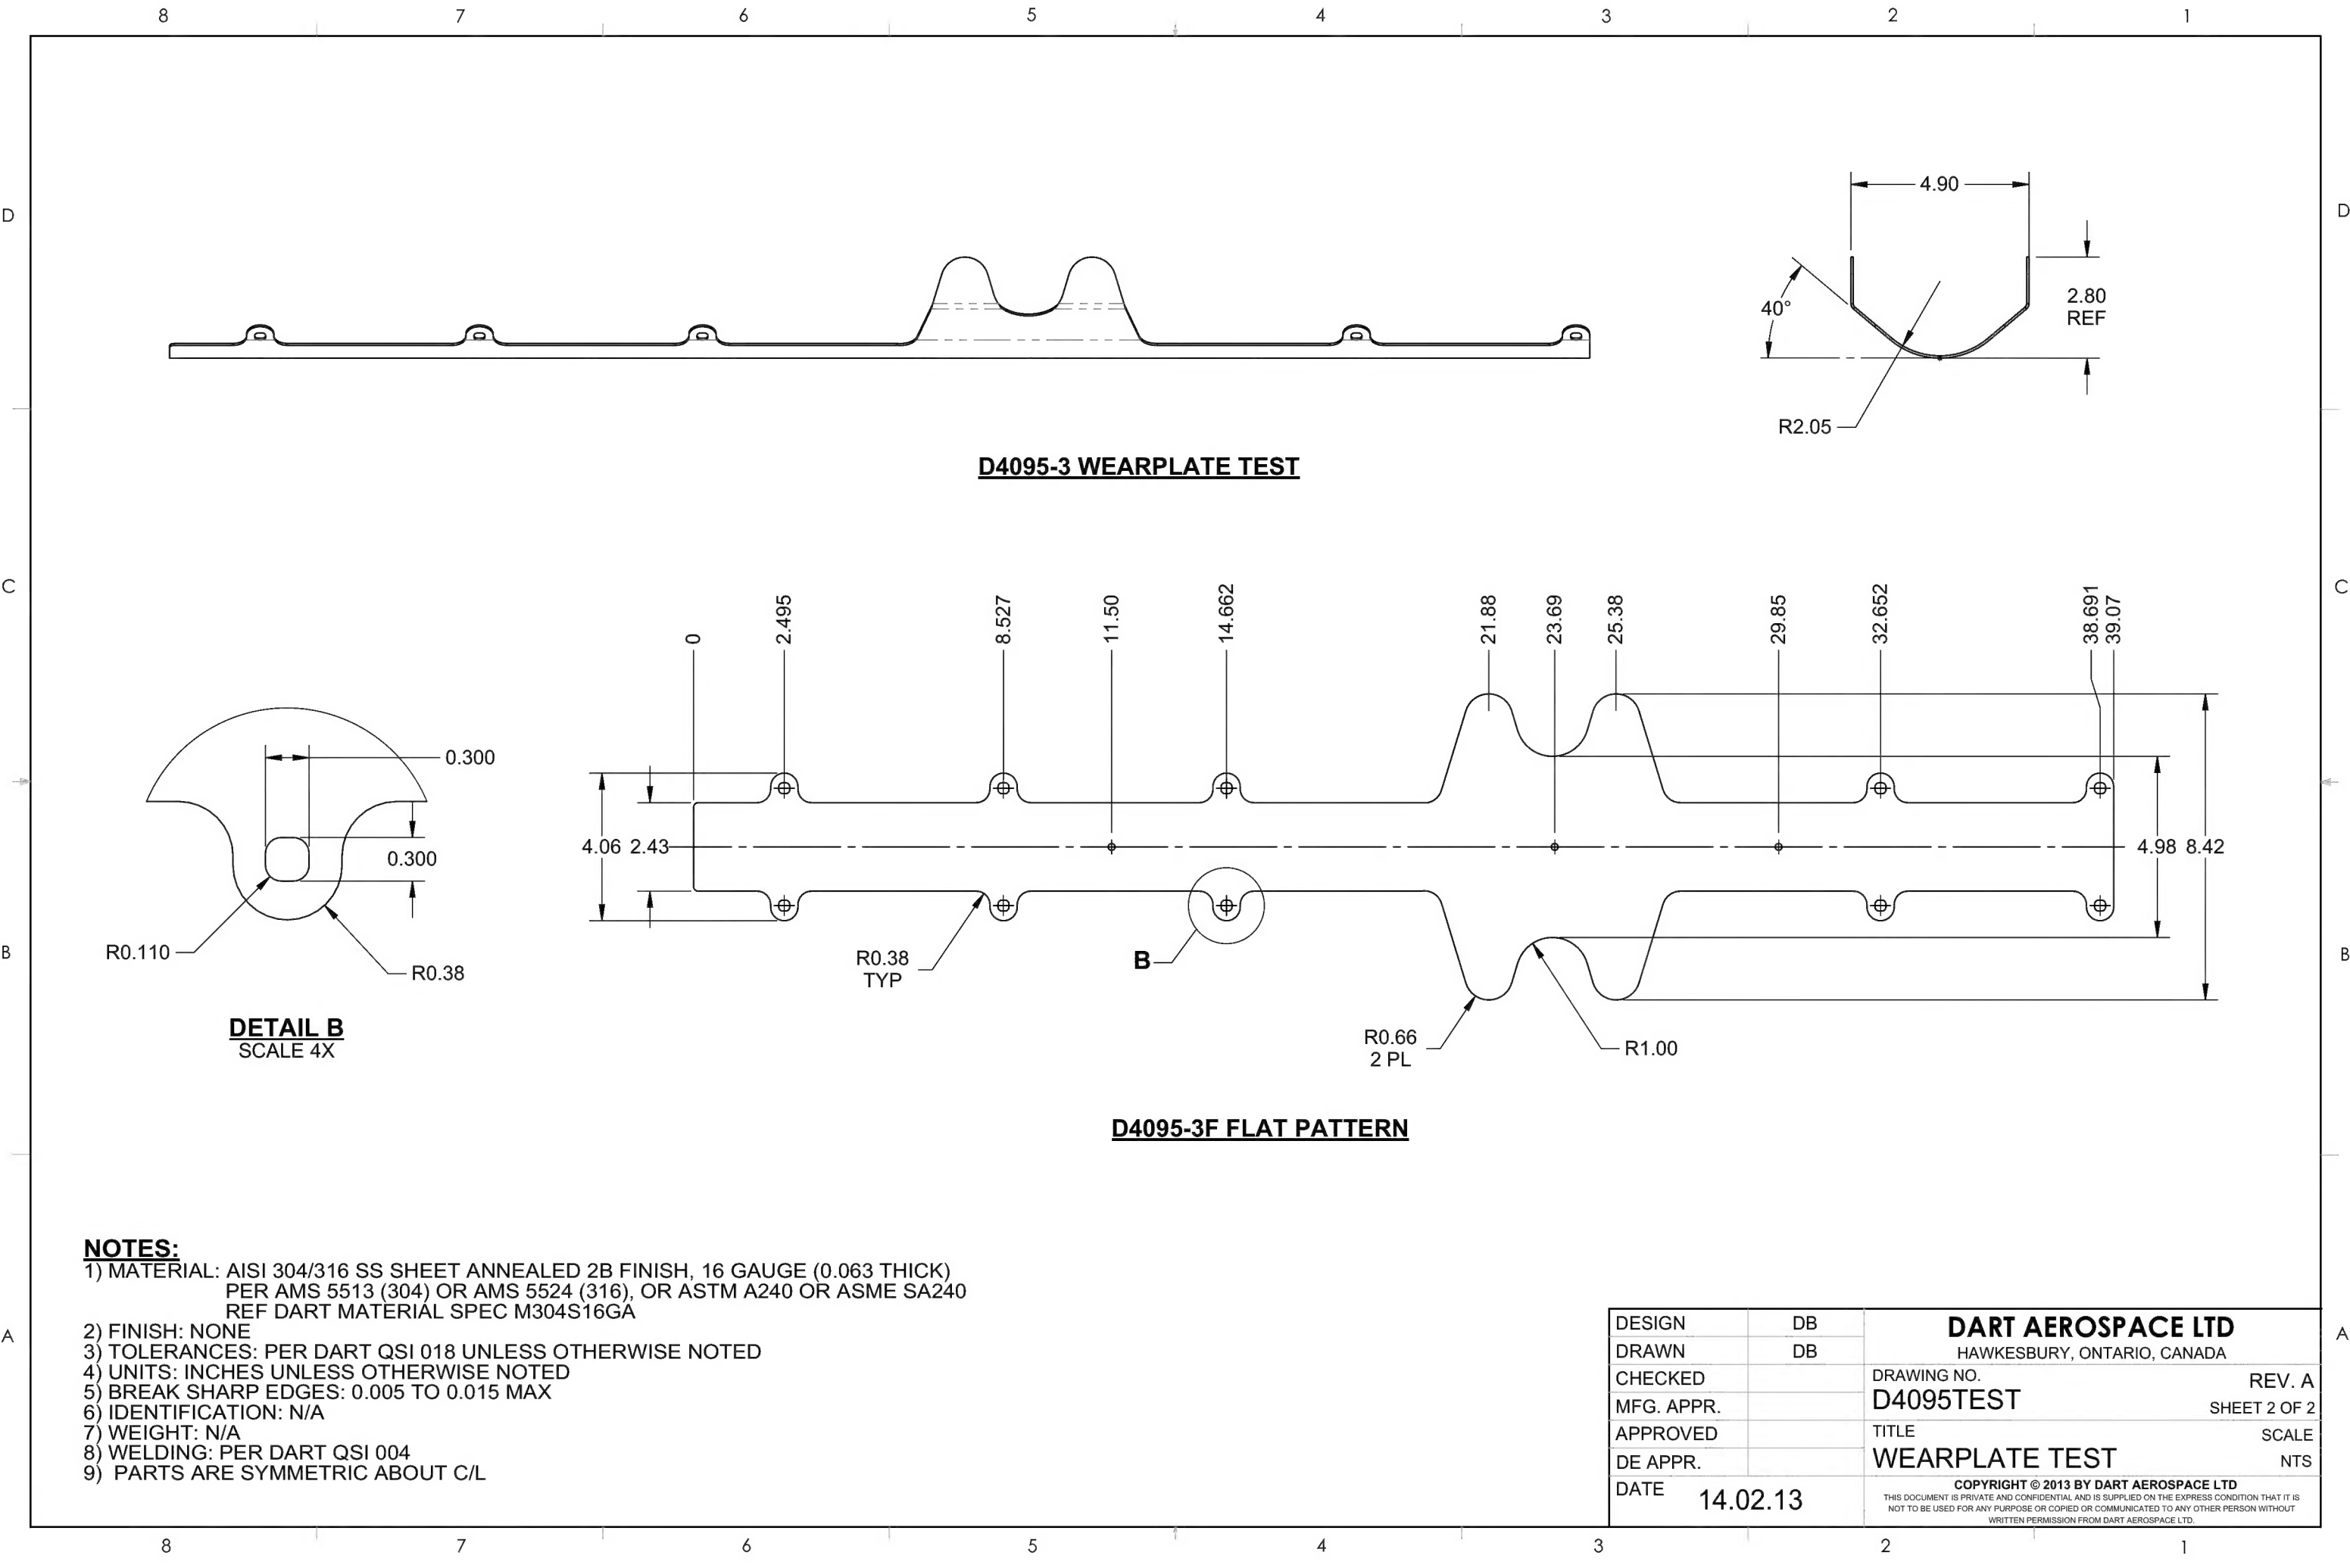 8 7 6 5 4 3 2 1
D D
4.90
40°
2.80
REF
R2.05
D4095-3 WEARPLATE TEST
C C
0
2.495
8.527
11.50
14.662
21.88
23.69
25.38
29.85
32.652
38.691
39.07
0.300
0.300
4.06 2.43
4.98 8.42
R0.110
R0.38
R0.38
TYP
B
B B
DETAIL B
SCALE 4X
R0.66
2 PL
R1.00
D4095-3F FLAT PATTERN
NOTES:
1) MATERIAL: AISI 304/316 SS SHEET ANNEALED 2B FINISH, 16 GAUGE (0.063 THICK)
PER AMS 5513 (304) OR AMS 5524 (316), OR ASTM A240 OR ASME SA240
REF DART MATERIAL SPEC M304S16GA
2) FINISH: NONE
3) TOLERANCES: PER DART QSI 018 UNLESS OTHERWISE NOTED
4) UNITS: INCHES UNLESS OTHERWISE NOTED
5) BREAK SHARP EDGES: 0.005 TO 0.015 MAX
6) IDENTIFICATION: N/A
7) WEIGHT: N/A
8) WELDING: PER DART QSI 004
9) PARTS ARE SYMMETRIC ABOUT C/L
A A
DESIGN DB
DRAWN DB
CHECKED
MFG. APPR.
APPROVED
DE APPR.
DATE 14.02.13
DART AEROSPACE LTD
HAWKESBURY, ONTARIO, CANADA
DRAWING NO. REV. A
D4095TEST SHEET 2 OF 2
TITLE SCALE
WEARPLATE TEST NTS
COPYRIGHT © 2013 BY DART AEROSPACE LTD
THIS DOCUMENT IS PRIVATE AND CONFIDENTIAL AND IS SUPPLIED ON THE EXPRESS CONDITION THAT IT IS
NOT TO BE USED FOR ANY PURPOSE OR COPIED OR COMMUNICATED TO ANY OTHER PERSON WITHOUT
WRITTEN PERMISSION FROM DART AEROSPACE LTD.
8 7 6 5 4 3 2 1